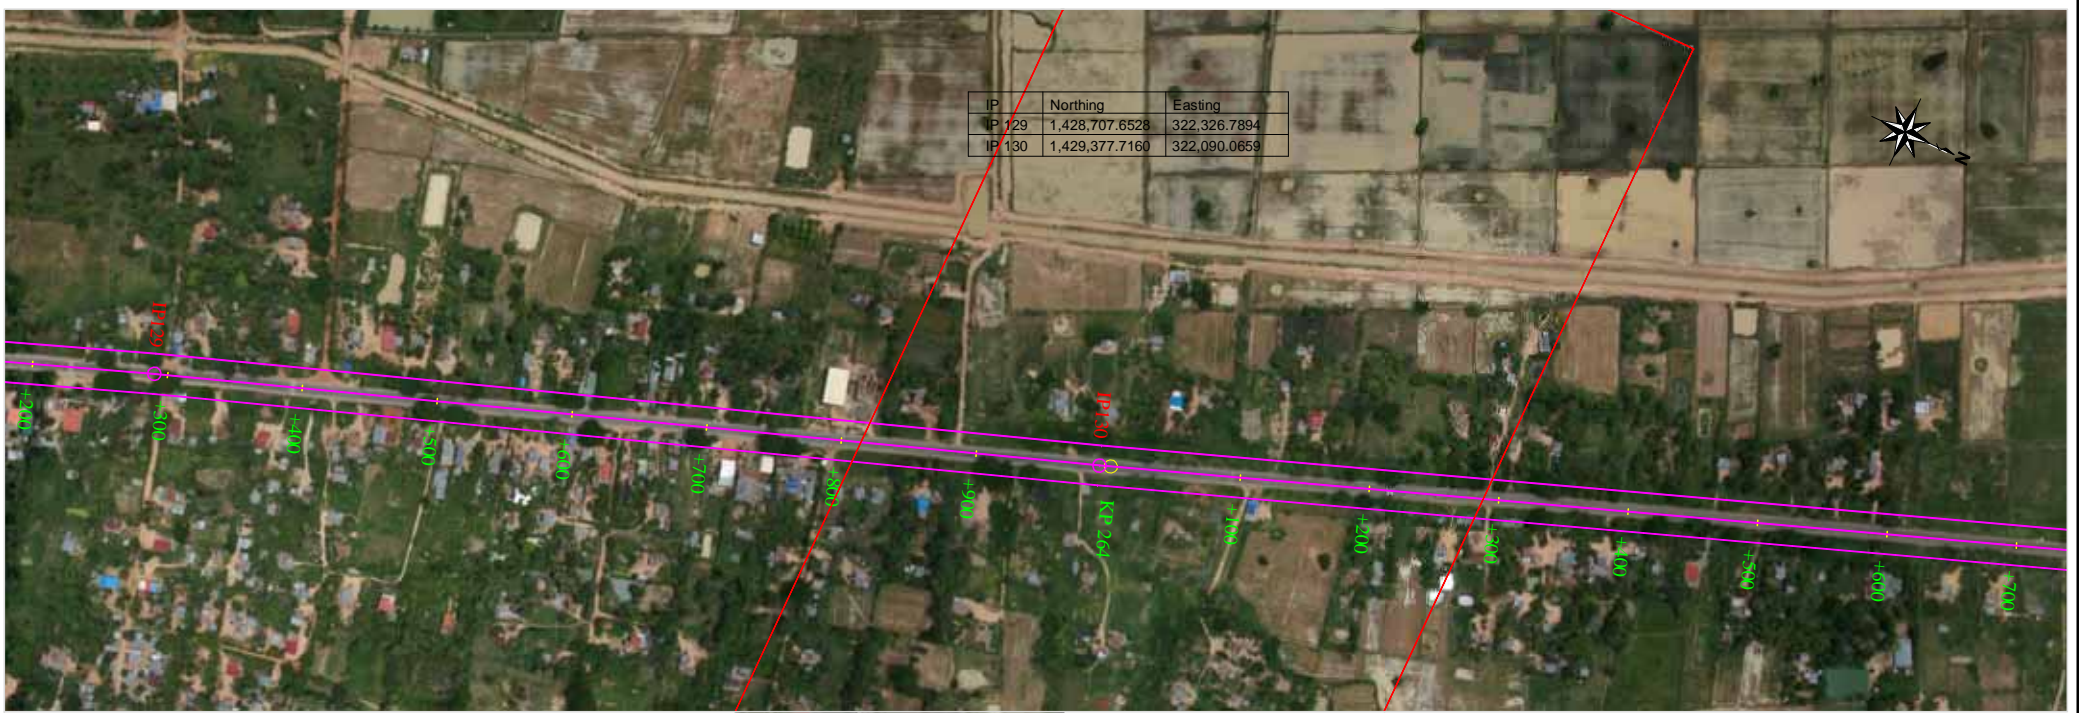 IP Northing Easting
IP 129 1,428,707.6528 322,326.7894
IP 130 1,429,377.7160 322,090.0659
N
IP129
IP130
+200
+300
+400
+500
+600
+700
+800
+900
KP 264
+100
+200
+300
+400
+500
+600
+700